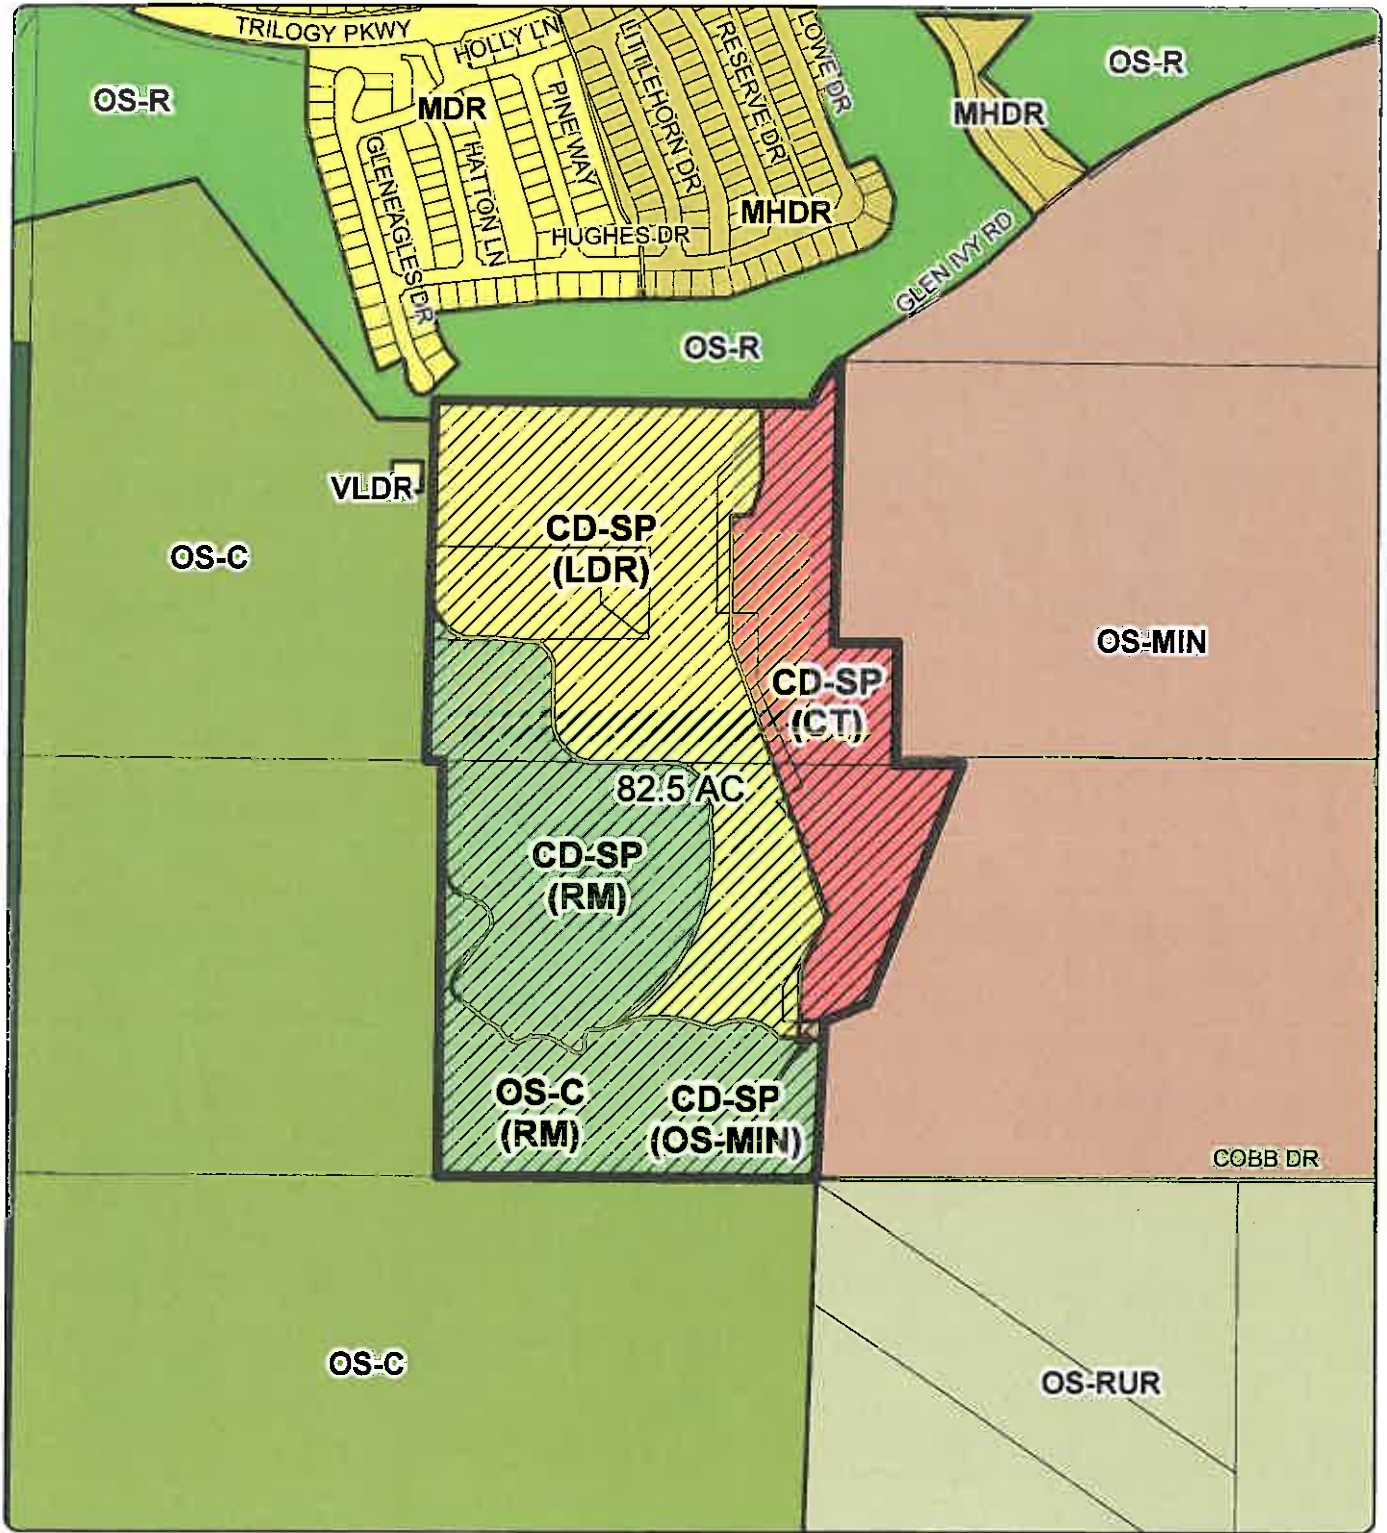 TRILOGY PKWY
HOLLY LN
LITTLEHORN DR
RESERVE DR
LOWE DR
OS-R
OS-R
MDR
PINE WAY
MHDR
GLENEAGLES DR
HATTON LN
MHDR
HUGHES DR
GLEN IVY RD
OS-R
VLDR
OS-C
CD-SP
(LDR)
OS-MIN
CD-SP
(CT)
82.5 AC
CD-SP
(RM)
OS-C
(RM)
CD-SP
(OS-MIN)
COBB DR
OS-C
OS-RUR